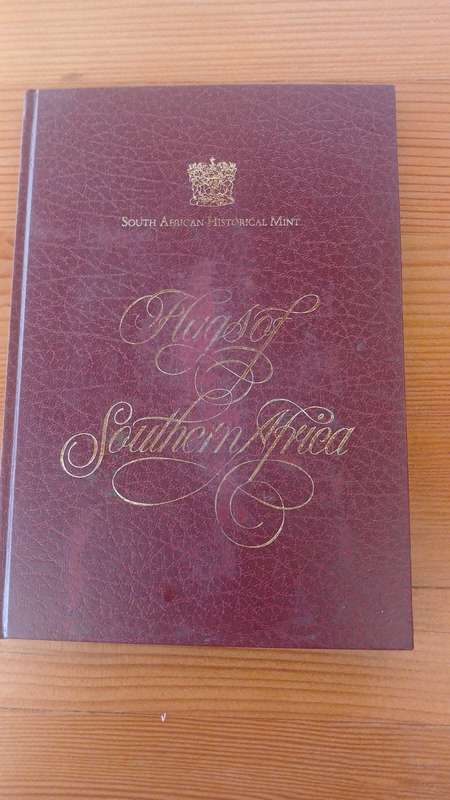 South African Historical Mint
Flags of
Southern Africa